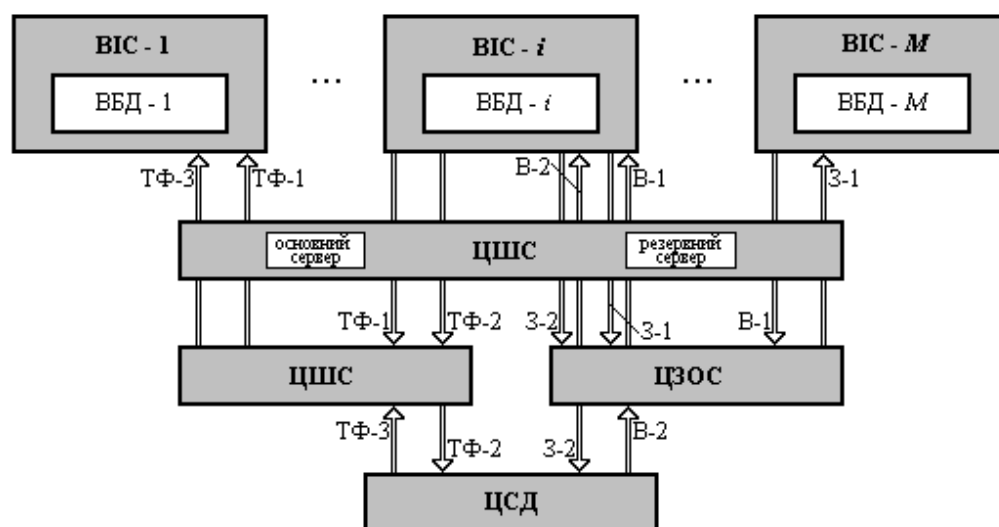 ВІС - 1
ВІС - i
ВІС - M
... ...
ВБД - 1
ВБД - i
ВБД - M
ТФ-3
ТФ-1
В-2
В-1
З-1
основний
сервер
ЦШС
резервний
сервер
ТФ-1
ТФ-2
З-2
З-1
В-1
ЦШС
ЦЗОС
ТФ-3
ТФ-2
З-2
В-2
ЦСД